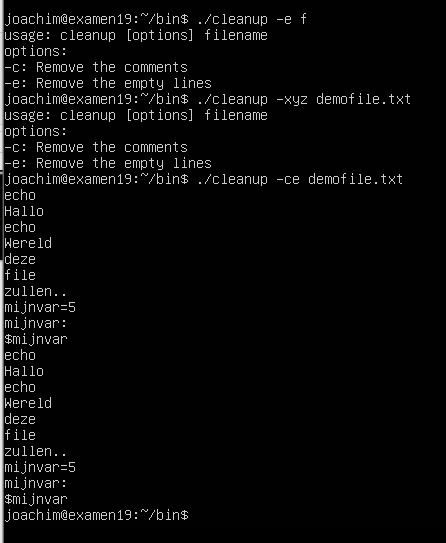 joachim@examen19:~/bin$ ./cleanup -e f
usage: cleanup [options] filename
options:
-c: Remove the comments
-e: Remove the empty lines
joachim@examen19:~/bin$ ./cleanup -xyz demofile.txt
usage: cleanup [options] filename
options:
-c: Remove the comments
-e: Remove the empty lines
joachim@examen19:~/bin$ ./cleanup -ce demofile.txt
echo
Hallo
echo
Wereld
deze
file
zullen..
mijnvar=5
mijnvar:
$mijnvar
echo
Hallo
echo
Wereld
deze
file
zullen..
mijnvar=5
mijnvar:
$mijnvar
joachim@examen19:~/bin$